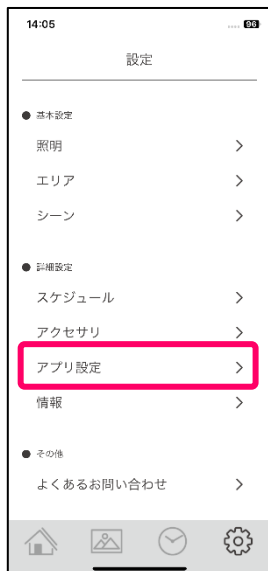 14:05
96
設定
基本設定
照明
エリア
シーン
詳細設定
スケジュール
アクセサリ
アプリ設定
情報
その他
よくあるお問い合わせ